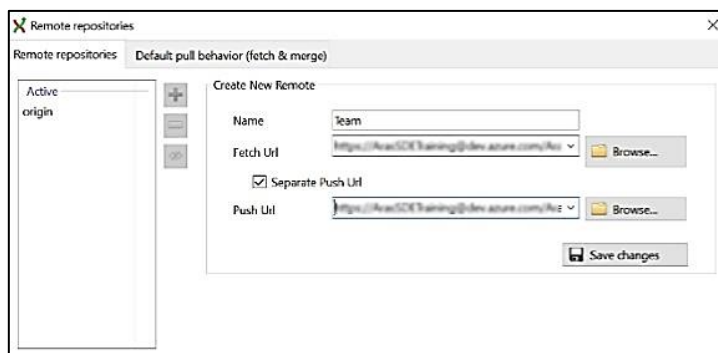 Remote repositories
Remote repositories Default pull behavior (fetch & merge)
Active
origin
Create New Remote
Name Team
Fetch Url Browse...
Separate Push Url
Push Url Browse...
Save changes